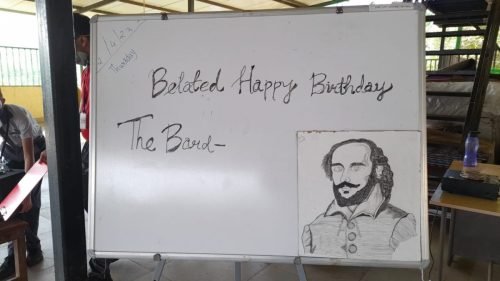 Thursday
Belated Happy Birthday
The Bard-